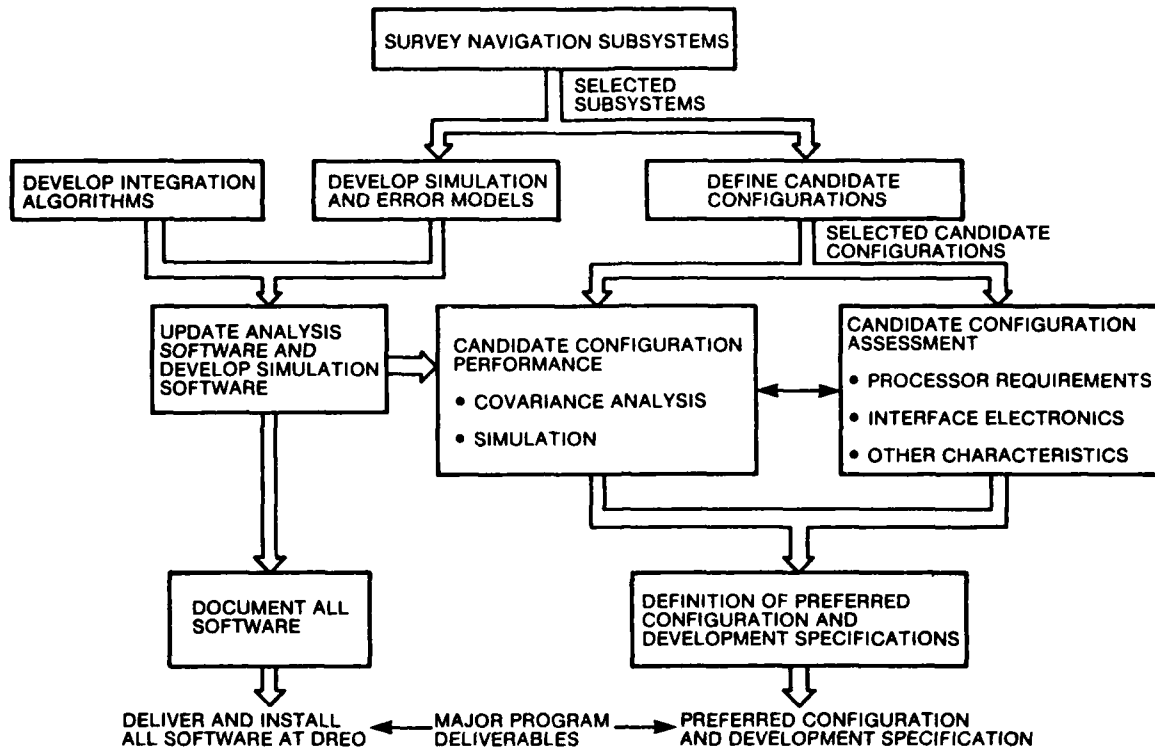 SURVEY NAVIGATION SUBSYSTEMS
SELECTED
SUBSYSTEMS
DEVELOP INTEGRATION
ALGORITHMS
DEVELOP SIMULATION
AND ERROR MODELS
DEFINE CANDIDATE
CONFIGURATIONS
SELECTED CANDIDATE
CONFIGURATIONS
UPDATE ANALYSIS
SOFTWARE AND
DEVELOP SIMULATION
SOFTWARE
CANDIDATE CONFIGURATION
PERFORMANCE
• COVARIANCE ANALYSIS
• SIMULATION
CANDIDATE CONFIGURATION
ASSESSMENT
• PROCESSOR REQUIREMENTS
• INTERFACE ELECTRONICS
• OTHER CHARACTERISTICS
DOCUMENT ALL
SOFTWARE
DEFINITION OF PREFERRED
CONFIGURATION AND
DEVELOPMENT SPECIFICATIONS
DELIVER AND INSTALL
ALL SOFTWARE AT DREO
MAJOR PROGRAM
DELIVERABLES
PREFERRED CONFIGURATION
AND DEVELOPMENT SPECIFICATION